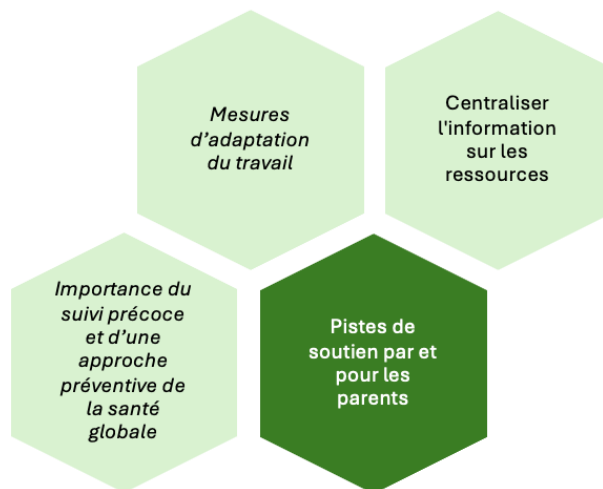 Mesures
d’adaptation
du travail
Centraliser
l'information
sur les
ressources
Importance du
suivi précoce
et d’une
approche
préventive de
la santé
globale
Pistes de
soutien par et
pour les
parents